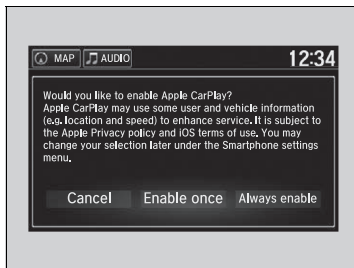 MAP AUDIO 12:34
Would you like to enable Apple CarPlay?
Apple CarPlay may use some user and vehicle information
(e.g. location and speed) to enhance service. It is subject to
the Apple Privacy policy and iOS terms of use. You may
change your selection later under the Smartphone settings
menu.
Cancel Enable once Always enable